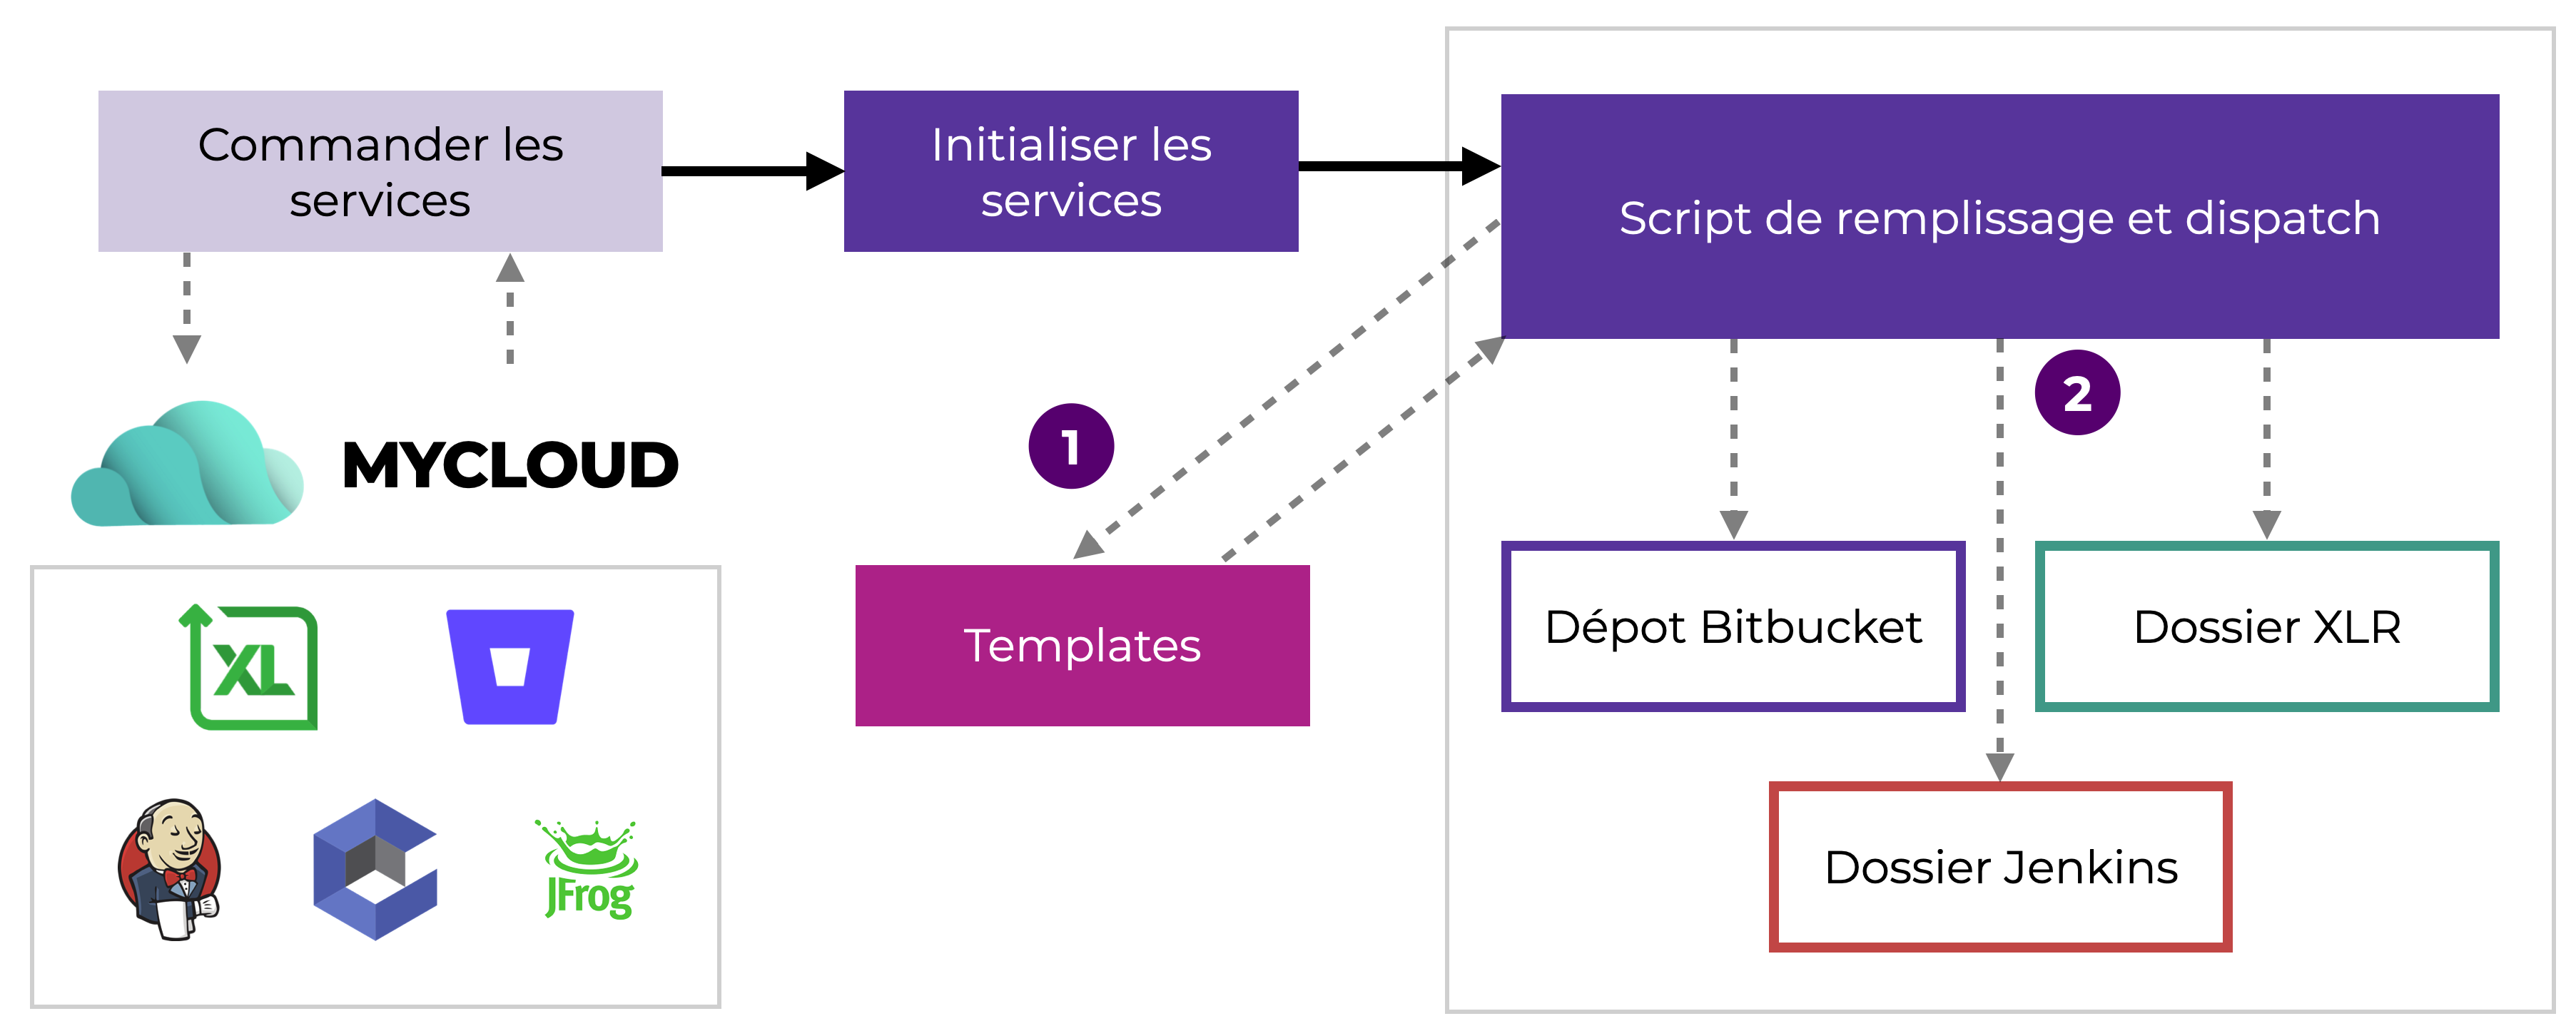 Commander les
services
Initialiser les
services
Script de remplissage et dispatch
MYCLOUD
1
2
Templates
Dépot Bitbucket
Dossier XLR
Dossier Jenkins
XL
JFrog